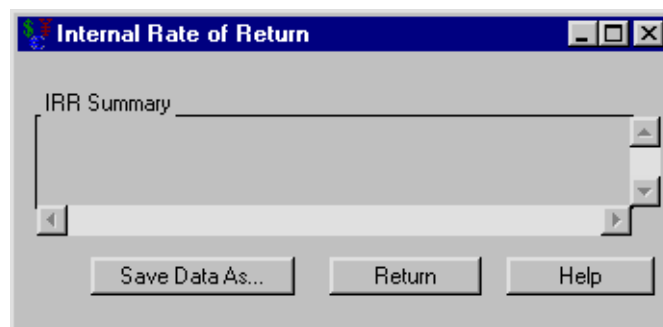 Internal Rate of Return
IRR Summary
Save Data As...
Return
Help